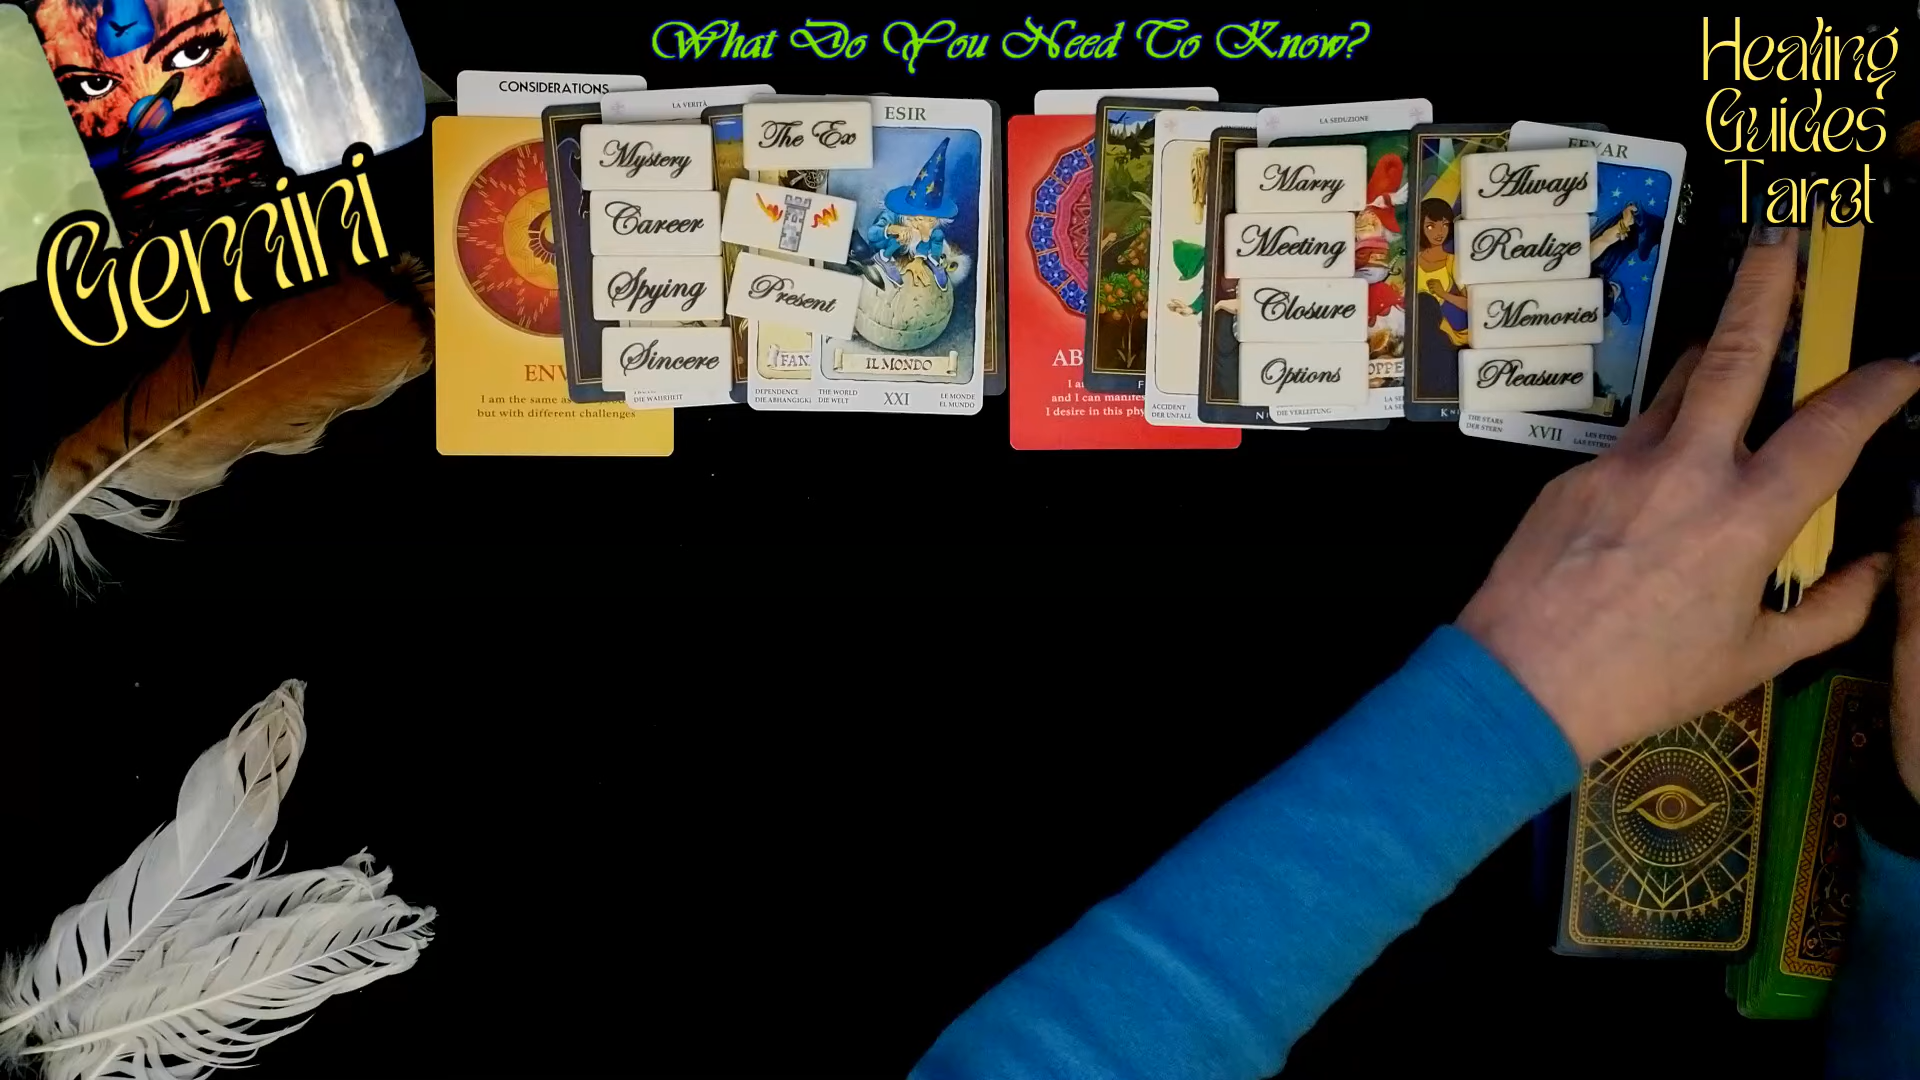 What Do You Need To Know?
Healing
Guides
Tarot
Gemini
CONSIDERATIONS
LA VERITÀ
ESIR
Mystery
Career
Spying
Sincere
The Ex
Present
ENV
I am the same as
but with different challenges
DIE WAHRHEIT
FAN
DEPENDENCE
IL MONDO
THE WORLD
DIE WELT
XXI
LE MONDE
EL MUNDO
AB
I a
and I can manifes
I desire in this phy
F
ACCIDENT
DER UNFALL
LA SEDUZIONE
Marry
Meeting
Closure
Options
DIE VERLEITUNG
Always
Realize
Memories
Pleasure
THE STARS
DER STERN
XVII